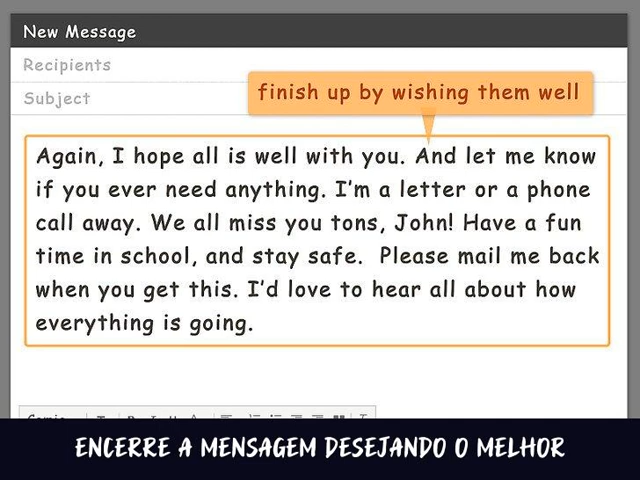 New Message
Recipients
Subject
finish up by wishing them well
Again, I hope all is well with you. And let me know
if you ever need anything. I'm a letter or a phone
call away. We all miss you tons, John! Have a fun
time in school, and stay safe.  Please mail me back
when you get this. I'd love to hear all about how
everything is going.
ENCERRE A MENSAGEM DESEJANDO O MELHOR